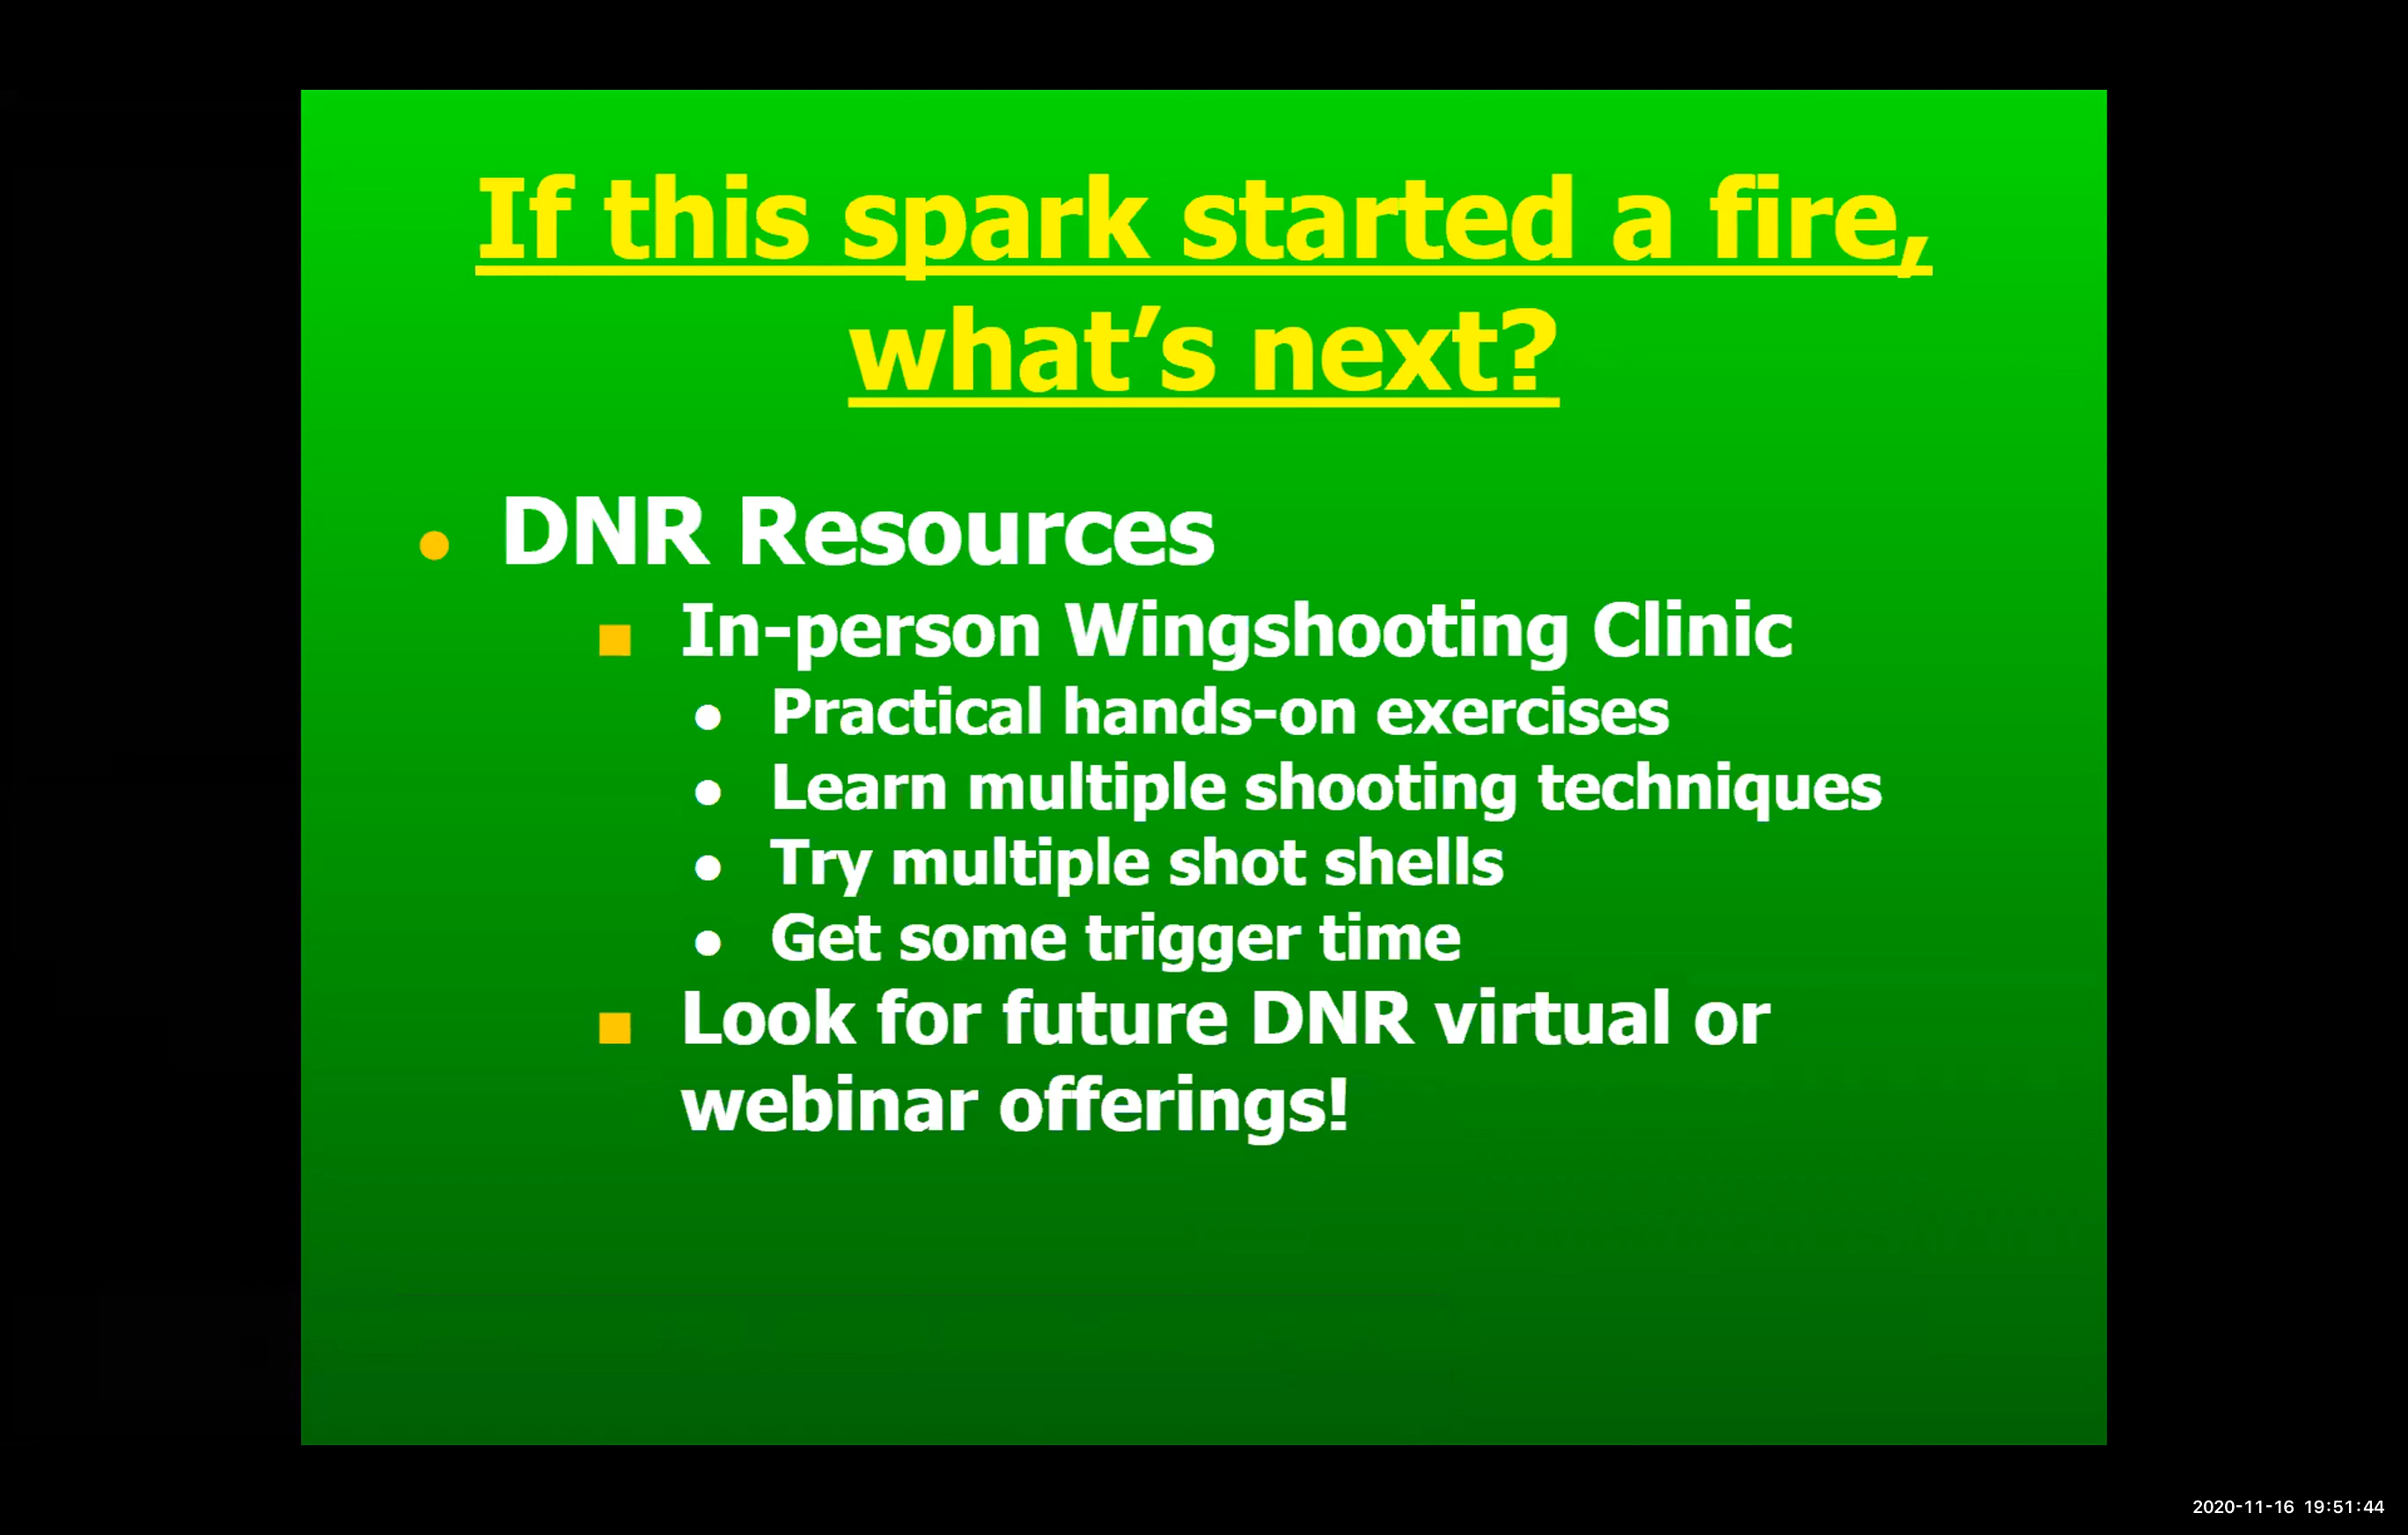 If this spark started a fire,
what’s next?
DNR Resources
In-person Wingshooting Clinic
Practical hands-on exercises
Learn multiple shooting techniques
Try multiple shot shells
Get some trigger time
Look for future DNR virtual or
webinar offerings!
2020-11-16 19:51:44